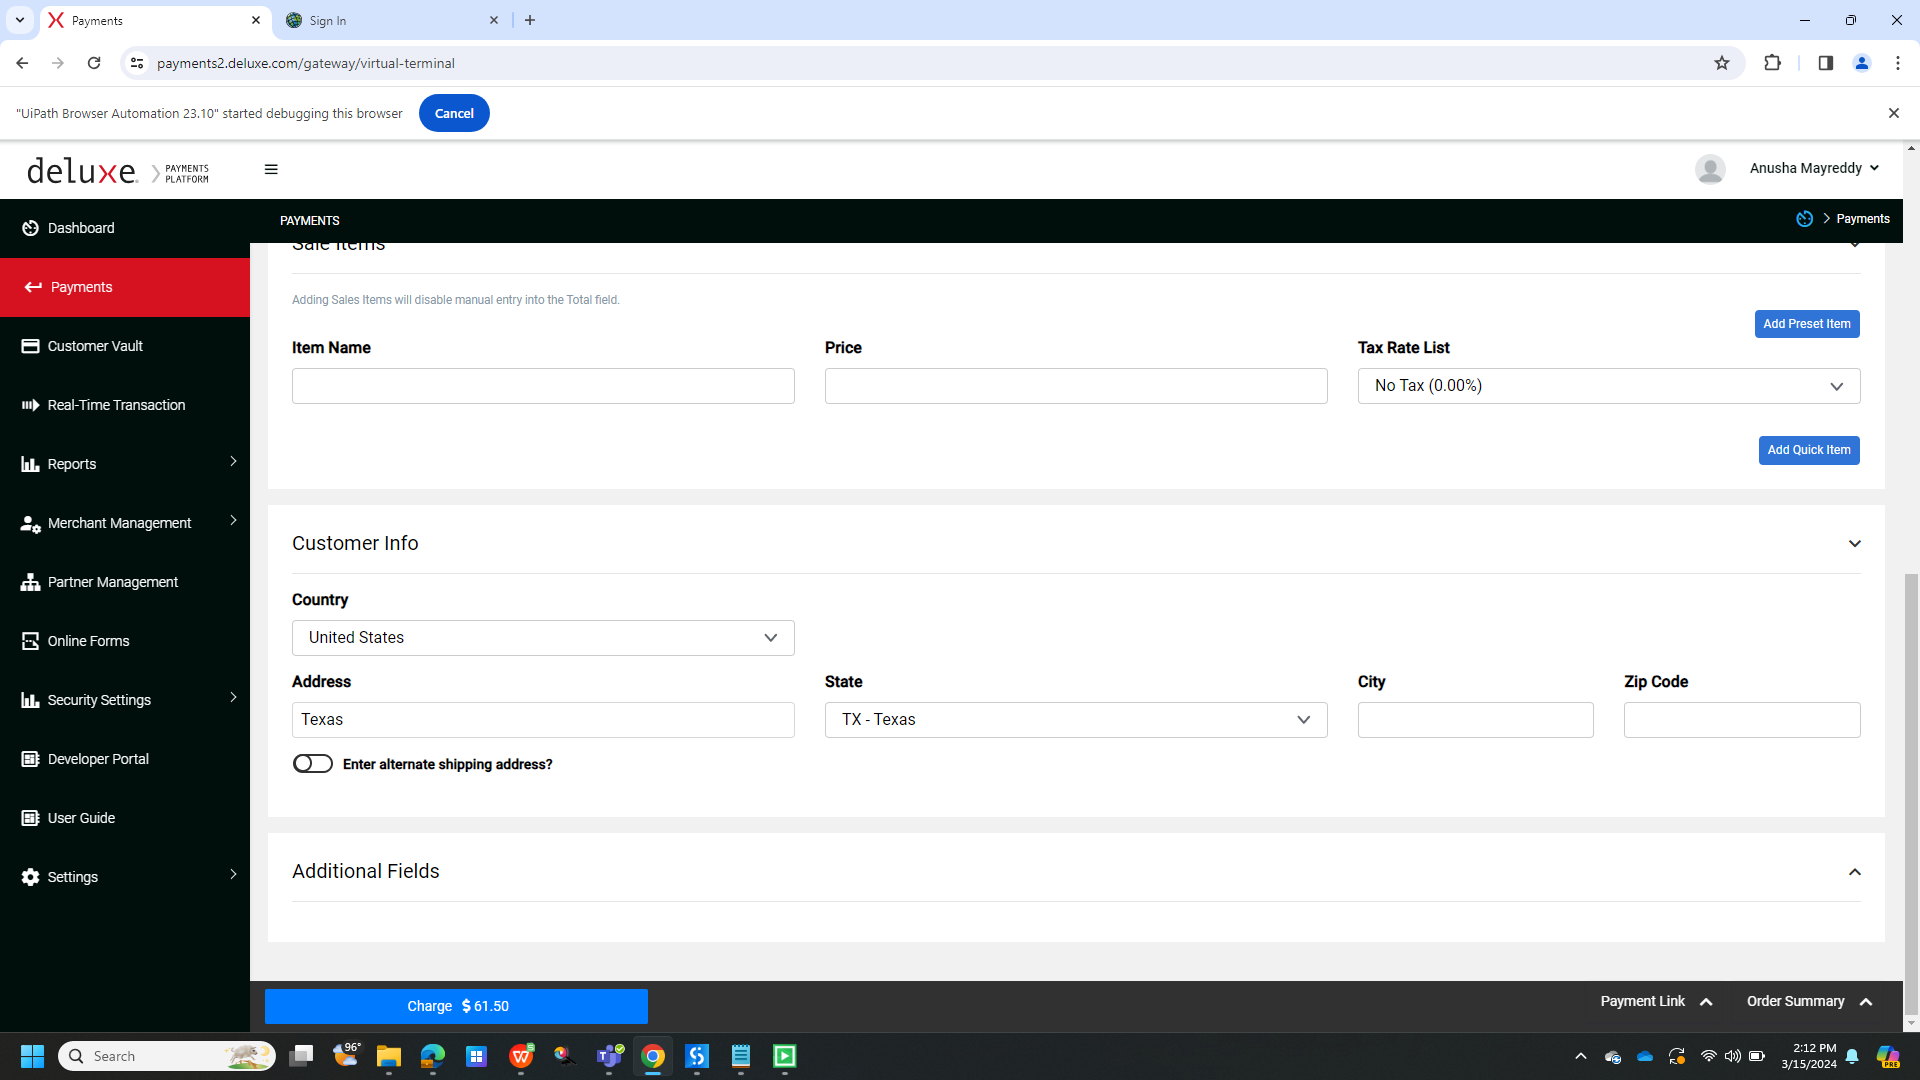 Payments
Sign In
payments2.deluxe.com/gateway/virtual-terminal
"UiPath Browser Automation 23.10" started debugging this browser
Cancel
deluxe.
PAYMENTS
PLATFORM
Anusha Mayreddy
Dashboard
PAYMENTS
Payments
Sale Items
Payments
Adding Sales Items will disable manual entry into the Total field.
Add Preset Item
Item Name
Price
Tax Rate List
No Tax (0.00%)
Add Quick Item
Customer Vault
Real-Time Transaction
Reports
Merchant Management
Partner Management
Online Forms
Security Settings
Developer Portal
User Guide
Settings
Customer Info
Country
United States
Address
State
City
Zip Code
Texas
TX - Texas
Enter alternate shipping address?
Additional Fields
Charge $ 61.50
Payment Link
Order Summary
Search
96°
2:12 PM
3/15/2024
PRE